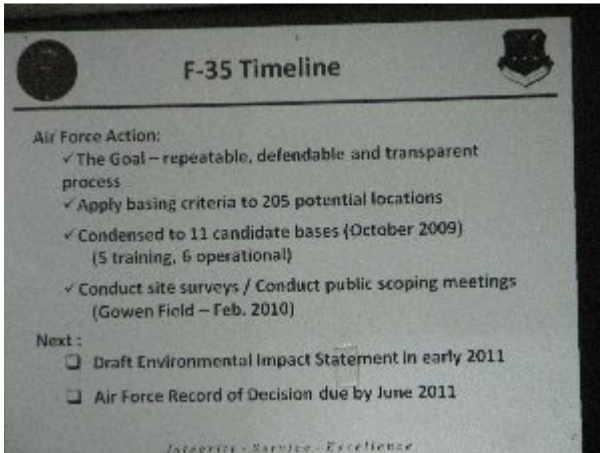 F-35 Timeline
Air Force Action:
✓The Goal – repeatable, defendable and transparent
process
✓Apply basing criteria to 205 potential locations
✓Condensed to 11 candidate bases (October 2009)
(5 training, 6 operational)
✓Conduct site surveys / Conduct public scoping meetings
(Gowen Field – Feb. 2010)
Next :
❑ Draft Environmental Impact Statement in early 2011
❑ Air Force Record of Decision due by June 2011
Integrity - Service - Excellence